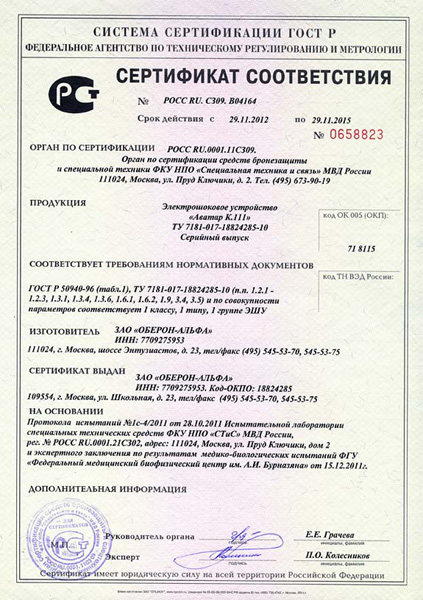 СИСТЕМА СЕРТИФИКАЦИИ ГОСТ Р
ФЕДЕРАЛЬНОЕ АГЕНТСТВО ПО ТЕХНИЧЕСКОМУ РЕГУЛИРОВАНИЮ И МЕТРОЛОГИИ
СЕРТИФИКАТ СООТВЕТСТВИЯ
№ РОСС RU. С309. В04164
Срок действия с 29.11.2012 по 29.11.2015
№ 0658823
ОРГАН ПО СЕРТИФИКАЦИИ РОСС RU.0001.11С309.
Орган по сертификации средств бронезащиты
и специальной техники ФКУ НПО «Специальная техника и связь» МВД России
111024, Москва, ул. Пруд Ключики, д. 2. Тел. (495) 673-90-19
ПРОДУКЦИЯ Электрошоковое устройство
«Аватар К.111»
ТУ 7181-017-18824285-10
Серийный выпуск
код ОК 005 (ОКП):
71 8115
СООТВЕТСТВУЕТ ТРЕБОВАНИЯМ НОРМАТИВНЫХ ДОКУМЕНТОВ
код ТН ВЭД России:
ГОСТ Р 50940-96 (табл.1), ТУ 7181-017-18824285-10 (п.п. 1.2.1 -
1.2.3, 1.3.1, 1.3.4, 1.3.6, 1.6.1, 1.6.2, 1.9, 3.4, 3.5) и по совокупности
параметров соответствует 1 классу, 1 типу, 1 группе ЭШУ
ИЗГОТОВИТЕЛЬ ЗАО «ОБЕРОН-АЛЬФА»
ИНН: 7709275953
111024, г. Москва, шоссе Энтузиастов, д. 23, тел/факс (495) 545-53-70, 545-53-75
СЕРТИФИКАТ ВЫДАН ЗАО «ОБЕРОН-АЛЬФА»
ИНН: 7709275953. Код-ОКПО: 18824285
109554, г. Москва, ул. Школьная, д. 23, тел/факс (495) 545-53-70, 545-53-75
НА ОСНОВАНИИ
Протокола испытаний №1с-4/2011 от 28.10.2011 Испытательной лаборатории
специальных технических средств ФКУ НПО «СТиС» МВД России,
рег. № РОСС RU.0001.21С302, адрес: Москва, ул. Пруд Ключики, дом 2
и экспертного заключения по результатам медико-биологических испытаний ФГУ
«Федеральный медицинский биофизический центр им. А.И. Бурназяна» от 15.12.2011г.
ДОПОЛНИТЕЛЬНАЯ ИНФОРМАЦИЯ
М.П.
Руководитель органа
подпись
Е.Е. Грачева
инициалы, фамилия
Эксперт
подпись
П.О. Колесников
инициалы, фамилия
Сертификат имеет юридическую силу на всей территории Российской Федерации